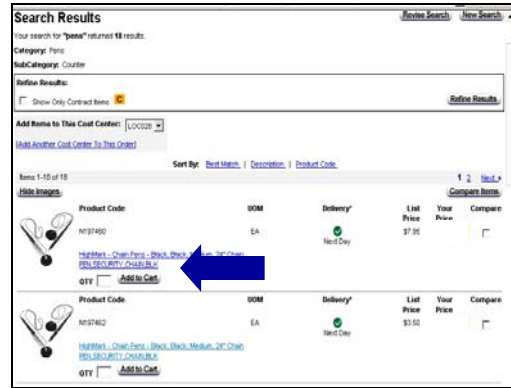 Search Results
Revise Search New Search
Your search for "pens" returned 18 results.
Category: Pens
SubCategory: Counter
Refine Results:
Show Only Contract Items C
Refine Results
Add Items to This Cost Center: LOC028
[Add Another Cost Center To This Order]
Sort By: Best Match | Description | Product Code
Items 1-10 of 18
1 2 Next
Hide Images
Compare Items
Product Code UOM Delivery* List Price Your Price Compare
N197460 EA Next Day $7.95
HighMark - Chain Pens - Black, Black, Medium, 24" Chain
PEN,SECURITY,CHAIN,BLK
QTY Add to Cart
Product Code UOM Delivery* List Price Your Price Compare
N197462 EA Next Day $3.50
HighMark - Chain Pens - Black, Black, Medium, 24" Chain
PEN,SECURITY,CHAIN,BLK
QTY Add to Cart